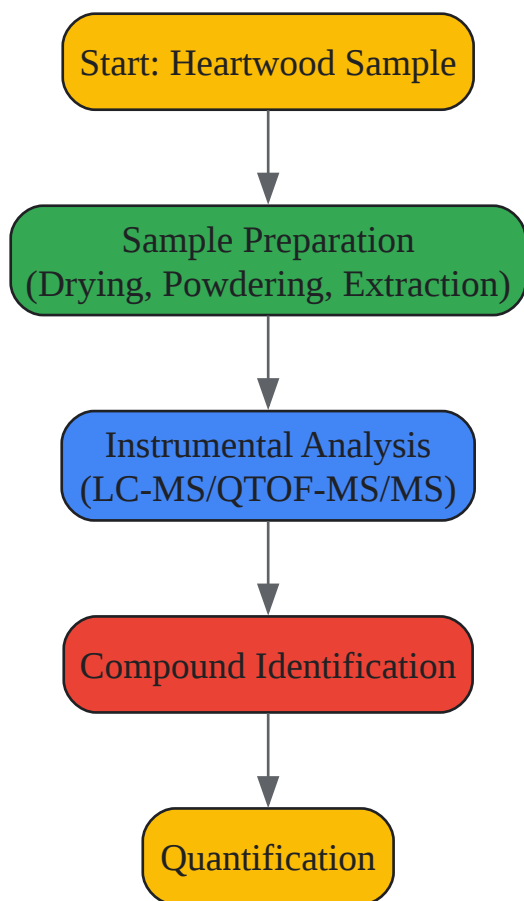 Start: Heartwood Sample
Sample Preparation
(Drying, Powdering, Extraction)
Instrumental Analysis
(LC-MS/QTOF-MS/MS)
Compound Identification
Quantification